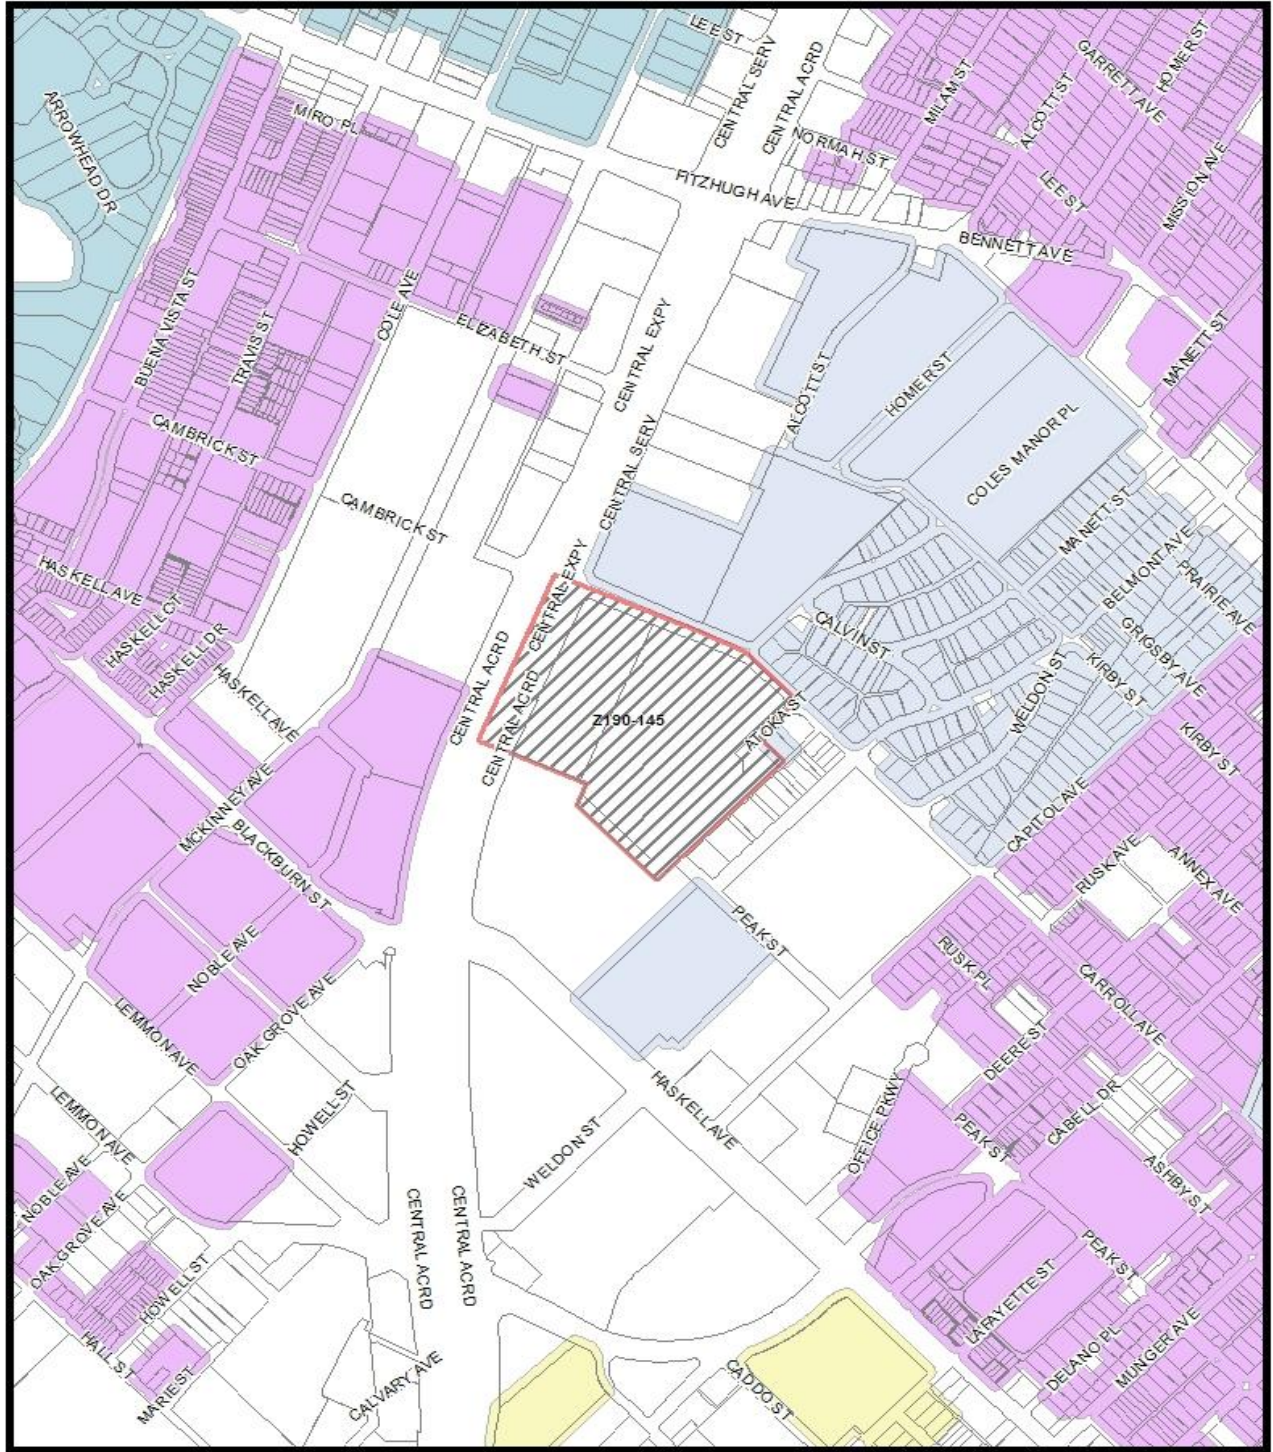 LEE ST
CENTRAL SERV
CENTRAL ACRD
GARRETT AVE
HOMER ST
MILAM ST
ALCOTT ST
ARROWHEAD DR
MIRO PL
NORMAH ST
MISSION AVE
FITZHUGH AVE
LEE ST
BENNETT AVE
BUENA VISTA ST
TRAVIS ST
COLE AVE
ELIZABETH ST
CENTRAL EXPY
MANETT ST
ALCOTT ST
HOMER ST
CAMBRICK ST
CENTRAL SERV
COLES MANOR PL
CAMBRICK ST
MANETT ST
BELMONT AVE
PRAIRIE AVE
HASKELL AVE
CENTRAL EXPY
HASKELL CT
HASKELL DR
CALVIN ST
GRIGSBY AVE
KIRBY ST
WELDON ST
HASKELL AVE
CENTRAL ACRD
CENTRAL ACRD
Z190-145
ATOKA ST
KIRBY ST
MCKINNEY AVE
CAPITOL AVE
BLACKBURN ST
RUSK AVE
ANNEX AVE
PEAK ST
NOBLE AVE
RUSK PL
CARROLL AVE
LEMMON AVE
OAK GROVE AVE
DEERE ST
LEMMON AVE
HOWELL ST
HASKELL AVE
OFFICE PKWY
CABELL DR
PEAK ST
WELDON ST
ASHBY ST
NOBLE AVE
OAK GROVE AVE
CENTRAL ACRD
CENTRAL ACRD
HOWELL ST
PEAK ST
LAFAYETTE ST
HALL ST
MARIE ST
CALVARY AVE
CADDO ST
DELANO PL
MUNGER AVE